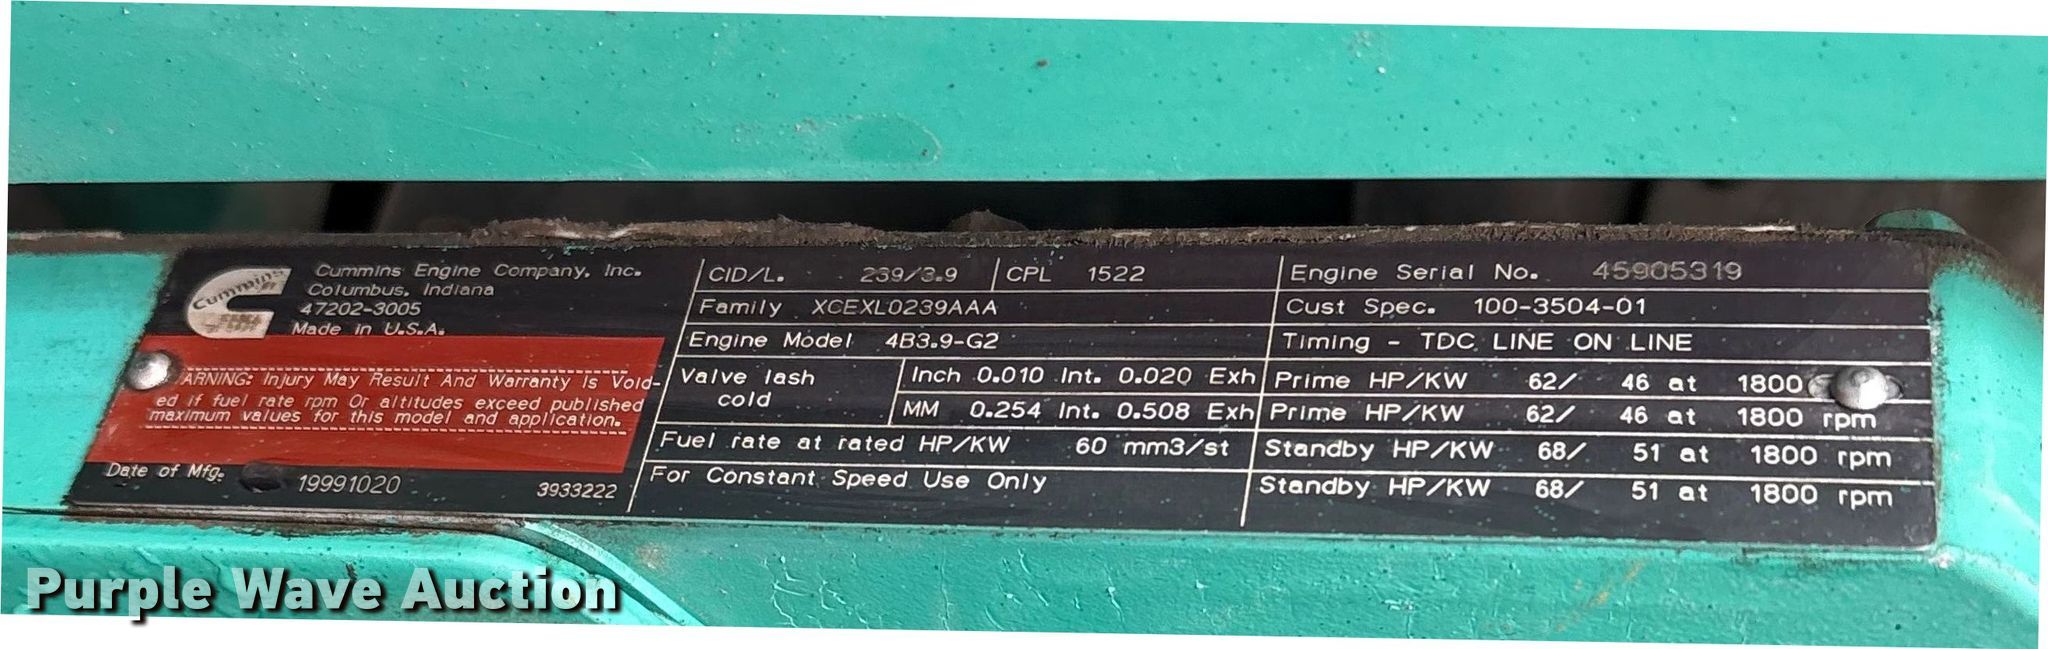 Cummins
Cummins Engine Company, Inc.
Columbus, Indiana
47202-3005
Made in U.S.A.
ARNING: Injury May Result And Warranty Is Void-
ed if fuel rate rpm Or altitudes exceed published
maximum values for this model and application.
Date of Mfg. 19991020
3933222
CID/L. 239/3.9 CPL 1522
Family XCEXL0239AAA
Engine Model 4B3.9-G2
Valve lash cold
Inch 0.010 Int. 0.020 Exh
MM 0.254 Int. 0.508 Exh
Fuel rate at rated HP/KW 60 mm3/st
For Constant Speed Use Only
Engine Serial No. 45905319
Cust Spec. 100-3504-01
Timing - TDC LINE ON LINE
Prime HP/KW 62/ 46 at 1800
Prime HP/KW 62/ 46 at 1800 rpm
Standby HP/KW 68/ 51 at 1800 rpm
Standby HP/KW 68/ 51 at 1800 rpm
Purple Wave Auction